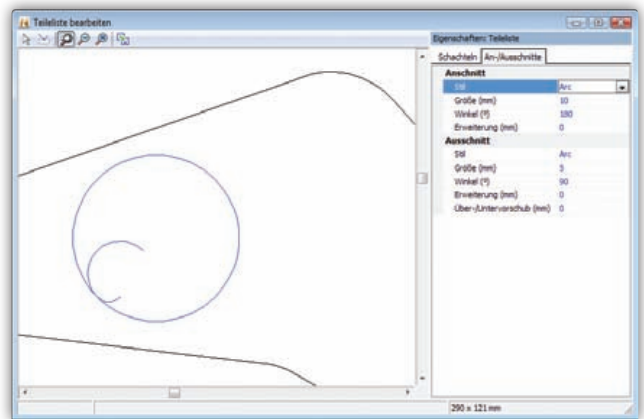 Teileliste bearbeiten
Eigenschaften: Teileliste
Schachteln An-/Ausschnitte
Anschnitt
Stil Arc
Größe (mm) 10
Winkel (º) 180
Erweiterung (mm) 0
Ausschnitt
Stil Arc
Größe (mm) 5
Winkel (º) 90
Erweiterung (mm) 0
Über-/Untervorschub (mm) 0
290 x 121 mm